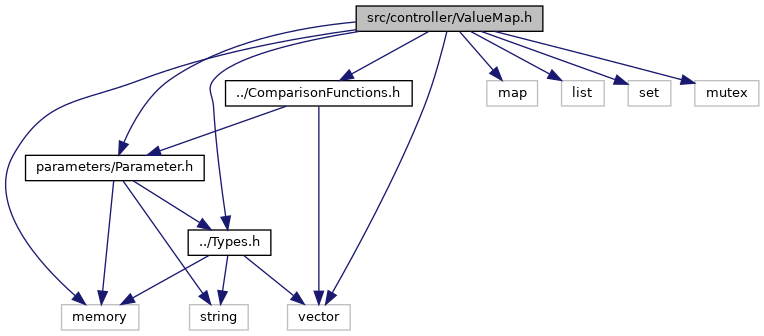 src/controller/ValueMap.h
../ComparisonFunctions.h
map
list
set
mutex
parameters/Parameter.h
../Types.h
memory
string
vector